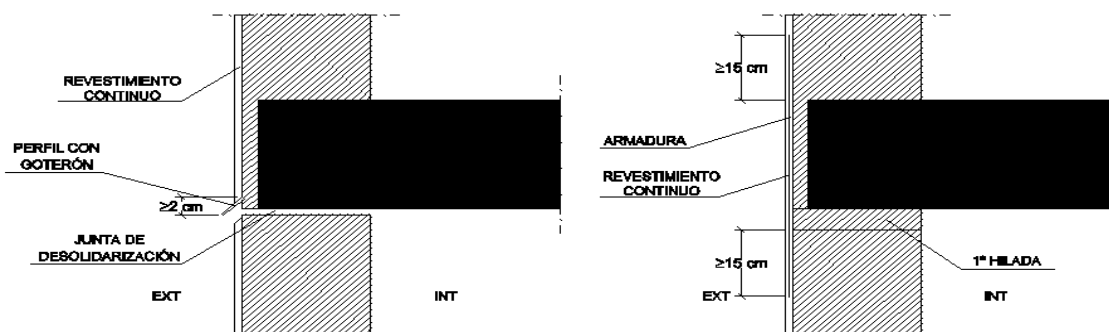 REVESTIMIENTO
CONTINUO
PERFIL CON
GOTERÓN
≥2 cm
JUNTA DE
DESOLIDARIZACIÓN
EXT
INT
≥15 cm
ARMADURA
REVESTIMIENTO
CONTINUO
≥15 cm
1ª HILADA
EXT
INT